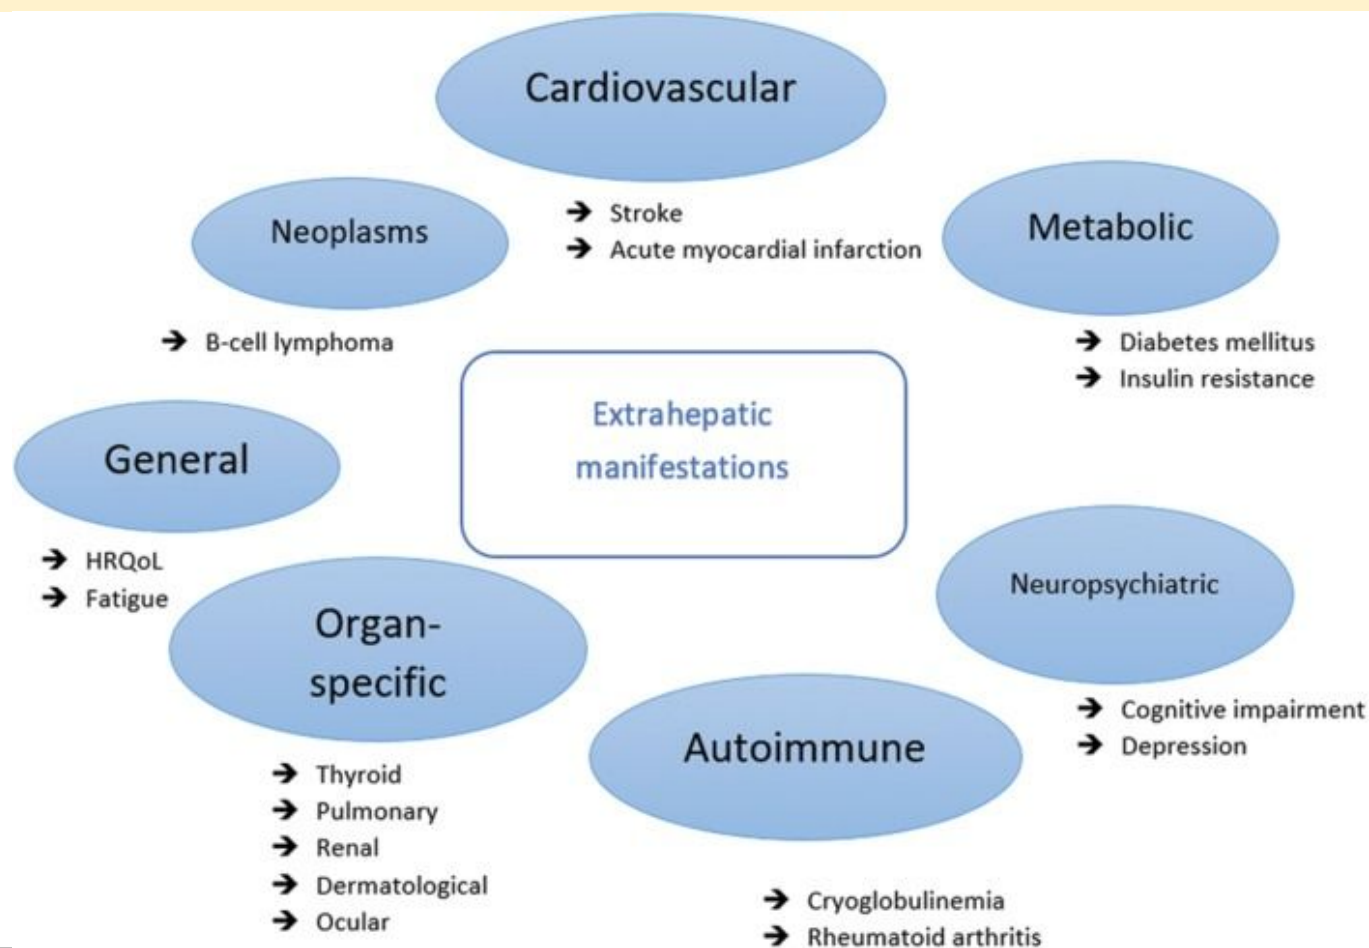 Cardiovascular
➔ Stroke
➔ Acute myocardial infarction
Metabolic
➔ Diabetes mellitus
➔ Insulin resistance
Neoplasms
➔ B-cell lymphoma
Extrahepatic
manifestations
General
➔ HRQoL
➔ Fatigue
Neuropsychiatric
➔ Cognitive impairment
➔ Depression
Organ-
specific
➔ Thyroid
➔ Pulmonary
➔ Renal
➔ Dermatological
➔ Ocular
Autoimmune
➔ Cryoglobulinemia
➔ Rheumatoid arthritis